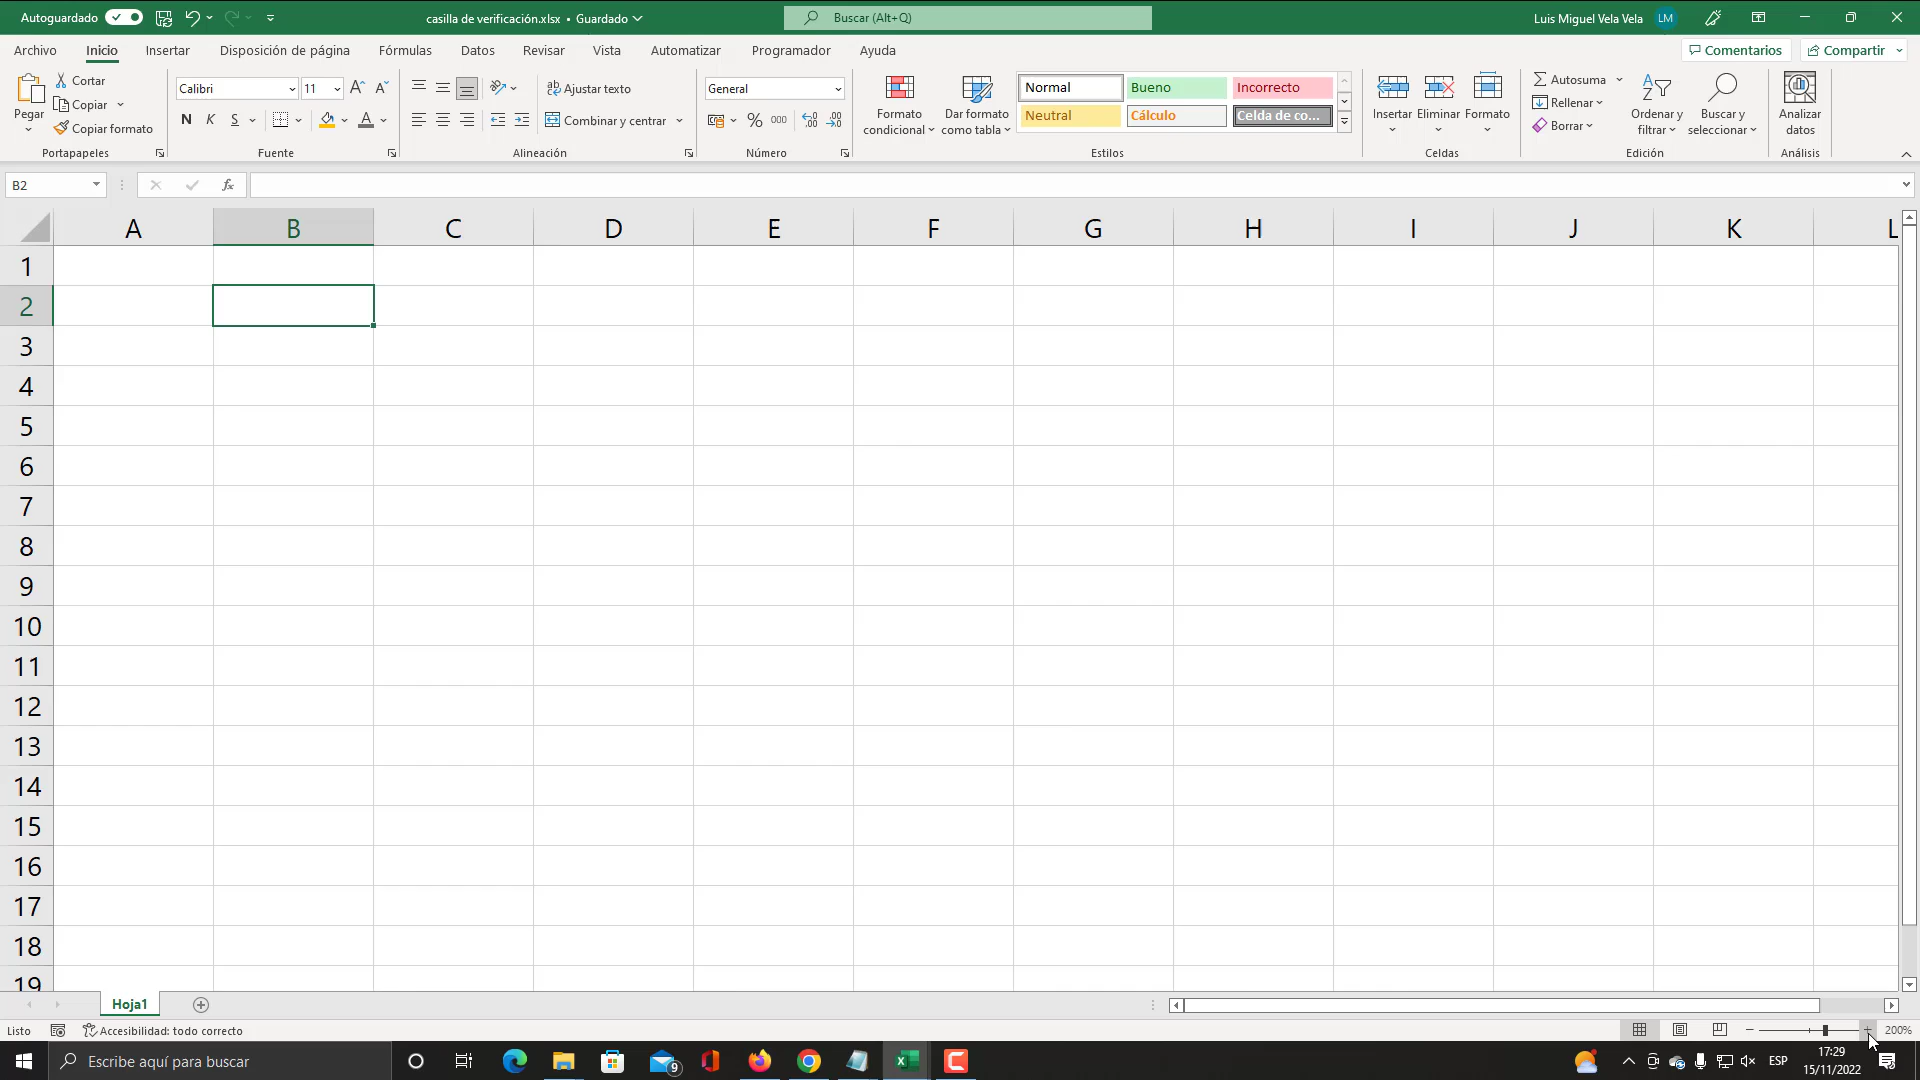 Autoguardado
casilla de verificación.xlsx • Guardado
Buscar (Alt+Q)
Luis Miguel Vela Vela LM
Archivo Inicio Insertar Disposición de página Fórmulas Datos Revisar Vista Automatizar Programador Ayuda
Comentarios Compartir
Pegar
Cortar
Copiar
Copiar formato
Portapapeles
Calibri 11
N K S
Fuente
Ajustar texto
Combinar y centrar
Alineación
General
% 000
Número
Formato condicional
Dar formato como tabla
Normal Bueno Incorrecto
Neutral Cálculo Celda de co...
Estilos
Insertar Eliminar Formato
Celdas
Autosuma
Rellenar
Borrar
Ordenar y filtrar
Buscar y seleccionar
Edición
Analizar datos
Análisis
B2
fx
A B C D E F G H I J K L
1
2
3
4
5
6
7
8
9
10
11
12
13
14
15
16
17
18
19
Hoja1
Listo Accesibilidad: todo correcto
200%
Escribe aquí para buscar
9
ESP
17:29
15/11/2022